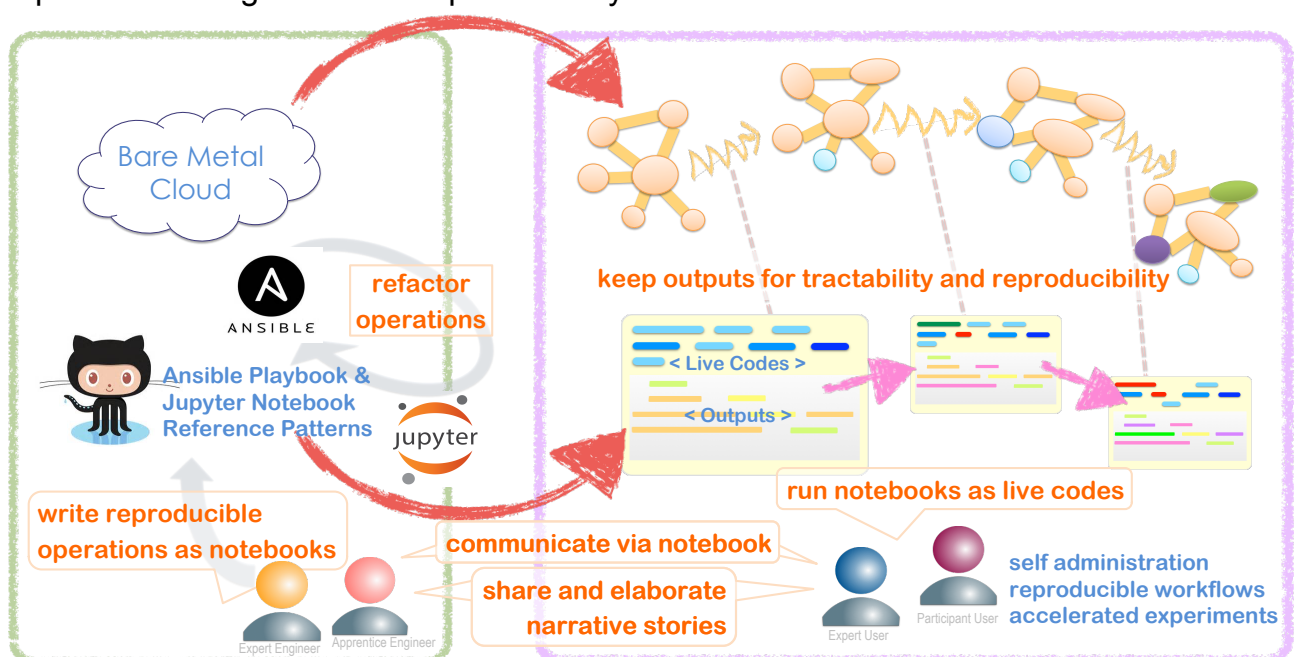 Bare Metal
Cloud
ANSIBLE
refactor
operations
Ansible Playbook &
Jupyter Notebook
Reference Patterns
jupyter
write reproducible
operations as notebooks
Expert Engineer
Apprentice Engineer
keep outputs for tractability and reproducibility
< Live Codes >
< Outputs >
run notebooks as live codes
communicate via notebook
share and elaborate
narrative stories
Expert User
Participant User
self administration
reproducible workflows
accelerated experiments